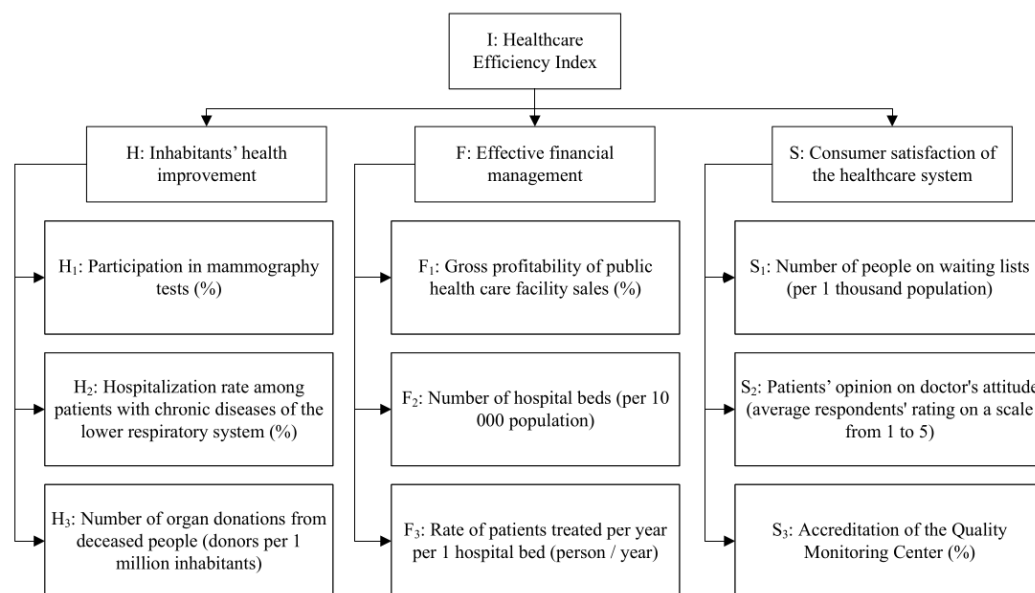 I: Healthcare
Efficiency Index
H: Inhabitants’ health
improvement
F: Effective financial
management
S: Consumer satisfaction of
the healthcare system
H₁: Participation in mammography
tests (%)
F₁: Gross profitability of public
health care facility sales (%)
S₁: Number of people on waiting lists
(per 1 thousand population)
H₂: Hospitalization rate among
patients with chronic diseases of the
lower respiratory system (%)
F₂: Number of hospital beds (per 10
000 population)
S₂: Patients’ opinion on doctor's attitude
(average respondents' rating on a scale
from 1 to 5)
H₃: Number of organ donations from
deceased people (donors per 1
million inhabitants)
F₃: Rate of patients treated per year
per 1 hospital bed (person / year)
S₃: Accreditation of the Quality
Monitoring Center (%)